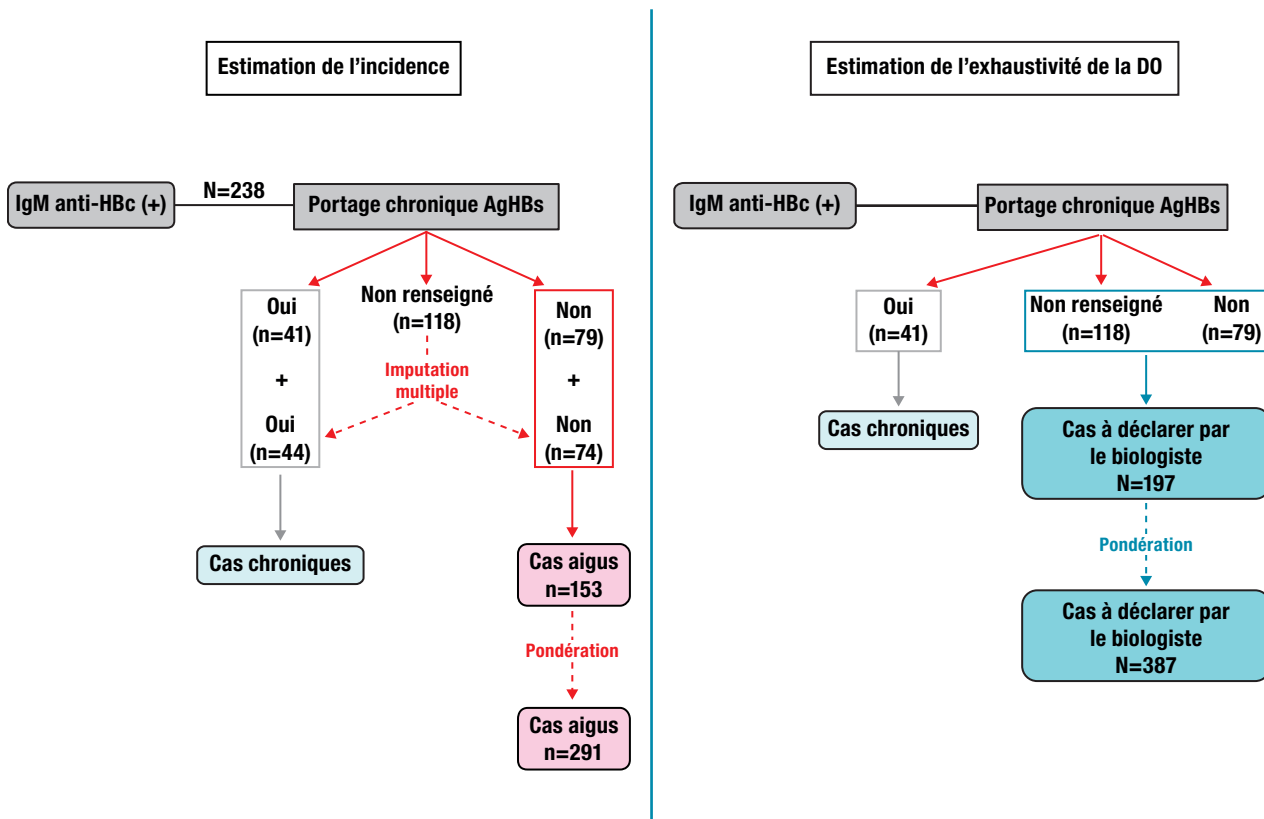 Estimation de l'incidence
IgM anti-HBc (+)
N=238
Portage chronique AgHBs
Oui
(n=41)
+
Oui
(n=44)
Non renseigné
(n=118)
Imputation
multiple
Non
(n=79)
+
Non
(n=74)
Cas chroniques
Cas aigus
n=153
Pondération
Cas aigus
n=291
Estimation de l'exhaustivité de la DO
IgM anti-HBc (+)
Portage chronique AgHBs
Oui
(n=41)
Non renseigné
(n=118)
Non
(n=79)
Cas chroniques
Cas à déclarer par
le biologiste
N=197
Pondération
Cas à déclarer par
le biologiste
N=387